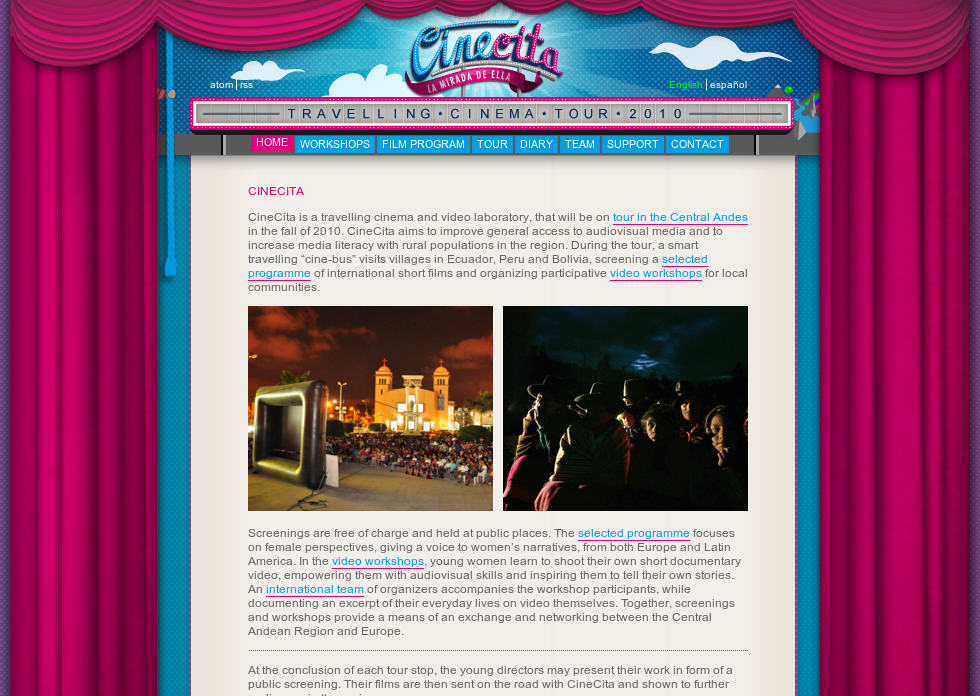 Cinecita
LA MIRADA DE ELLA
atom rss
English español
TRAVELLING·CINEMA·TOUR·2010
HOME WORKSHOPS FILM PROGRAM TOUR DIARY TEAM SUPPORT CONTACT
CINECITA
CineCita is a travelling cinema and video laboratory, that will be on tour in the Central Andes
in the fall of 2010. CineCita aims to improve general access to audiovisual media and to
increase media literacy with rural populations in the region. During the tour, a smart
travelling “cine-bus” visits villages in Ecuador, Peru and Bolivia, screening a selected
programme of international short films and organizing participative video workshops for local
communities.
Screenings are free of charge and held at public places. The selected programme focuses
on female perspectives, giving a voice to women’s narratives, from both Europe and Latin
America. In the video workshops, young women learn to shoot their own short documentary
video, empowering them with audiovisual skills and inspiring them to tell their own stories.
An international team of organizers accompanies the workshop participants, while
documenting an excerpt of their everyday lives on video themselves. Together, screenings
and workshops provide a means of an exchange and networking between the Central
Andean Region and Europe.
At the conclusion of each tour stop, the young directors may present their work in form of a
public screening. Their films are then sent on the road with CineCita and shown to further